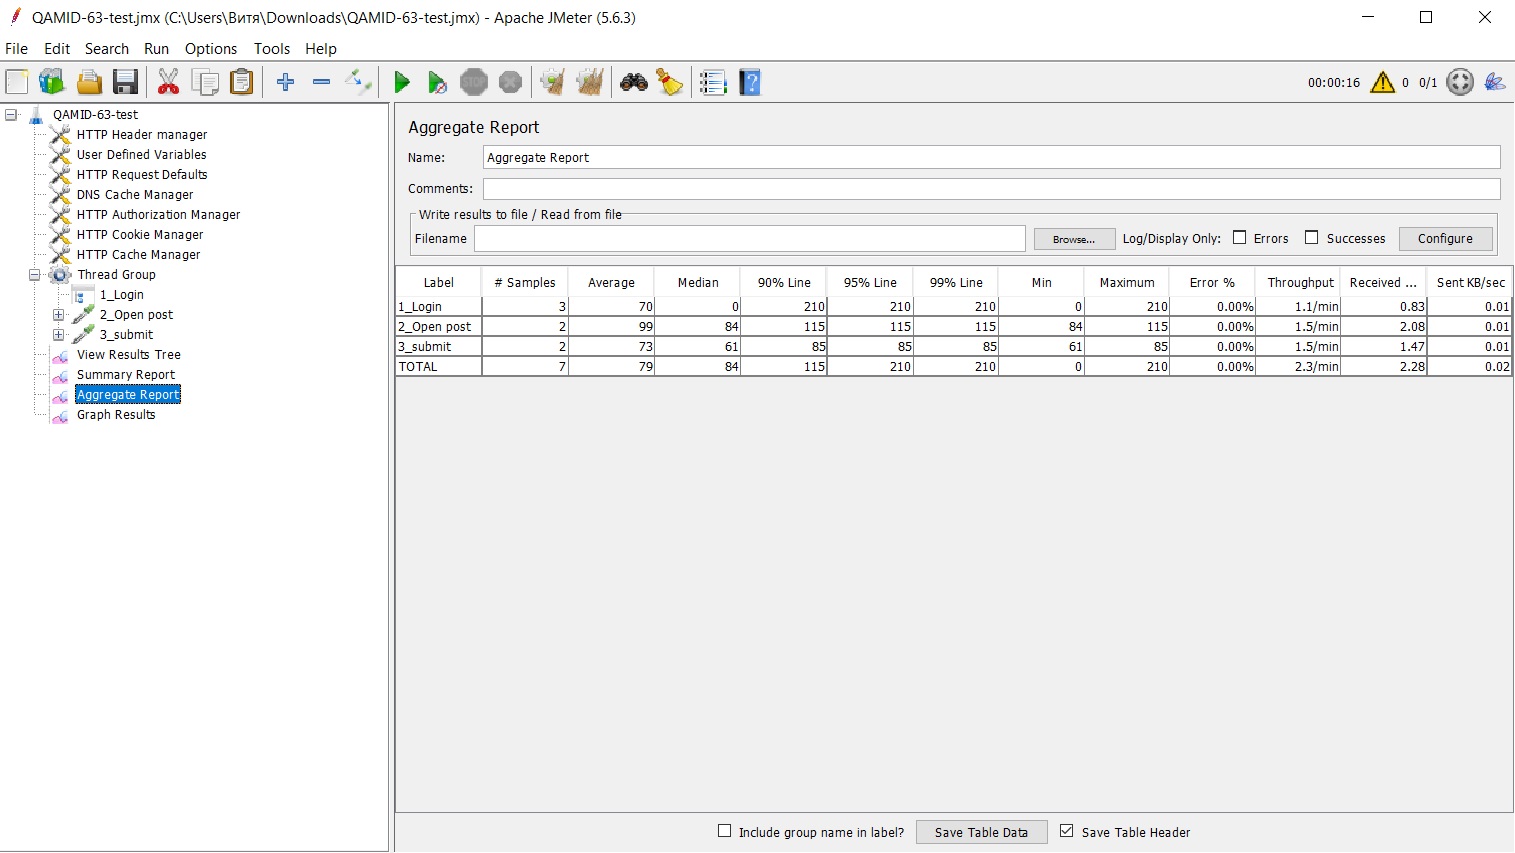 QAMID-63-test.jmx (C:\Users\Витя\Downloads\QAMID-63-test.jmx) - Apache JMeter (5.6.3)
File Edit Search Run Options Tools Help
STOP 00:00:16 0 0/1
QAMID-63-test
HTTP Header manager
User Defined Variables
HTTP Request Defaults
DNS Cache Manager
HTTP Authorization Manager
HTTP Cookie Manager
HTTP Cache Manager
Thread Group
1_Login
2_Open post
3_submit
View Results Tree
Summary Report
Aggregate Report
Graph Results
Aggregate Report
Name: Aggregate Report
Comments:
Write results to file / Read from file
Filename Browse... Log/Display Only: Errors Successes Configure
Label # Samples Average Median 90% Line 95% Line 99% Line Min Maximum Error % Throughput Received ... Sent KB/sec
1_Login 3 70 0 210 210 210 0 210 0.00% 1.1/min 0.83 0.01
2_Open post 2 99 84 115 115 115 84 115 0.00% 1.5/min 2.08 0.01
3_submit 2 73 61 85 85 85 61 85 0.00% 1.5/min 1.47 0.01
TOTAL 7 79 84 115 210 210 0 210 0.00% 2.3/min 2.28 0.02
Include group name in label? Save Table Data Save Table Header